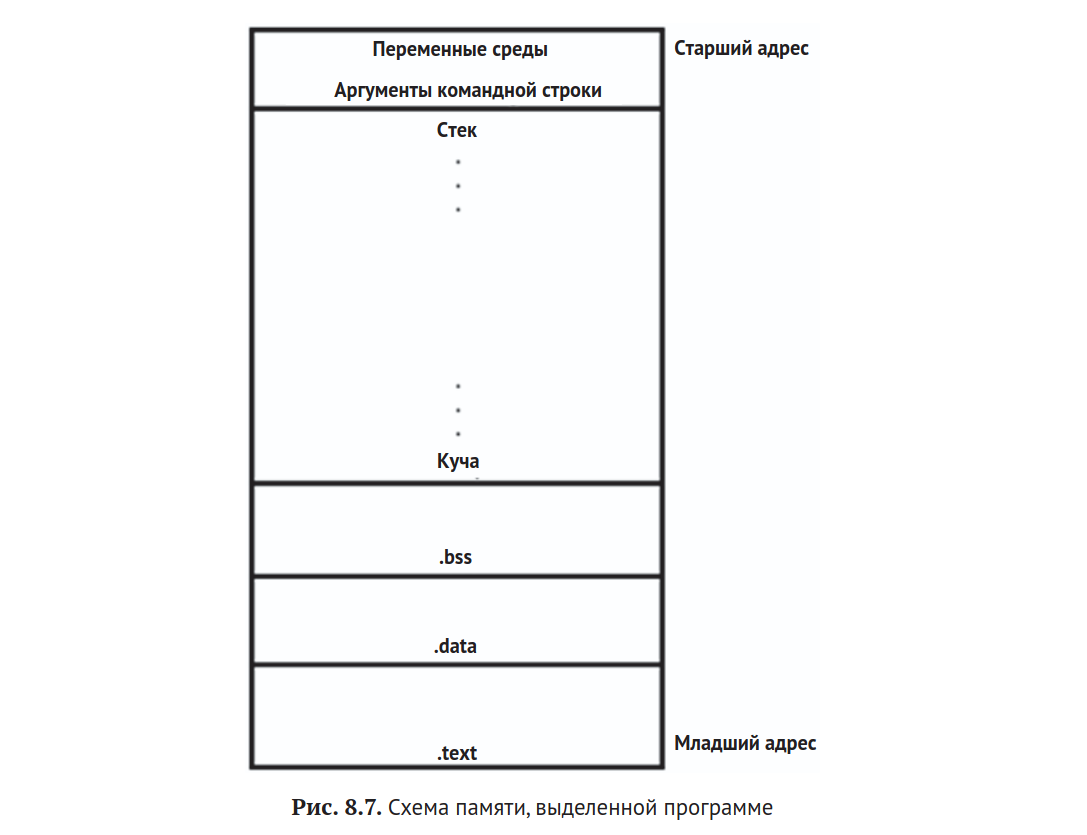 Переменные среды
Старший адрес
Аргументы командной строки
Стек
Куча
.bss
.data
.text
Младший адрес
Рис. 8.7. Схема памяти, выделенной программе